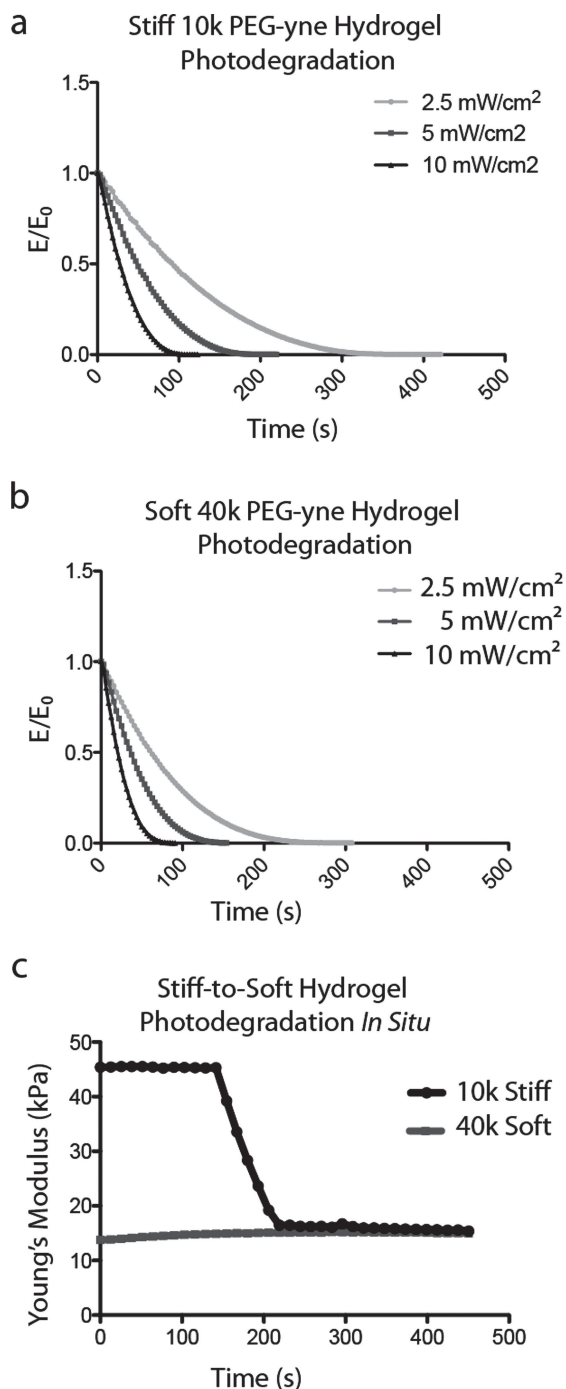 a
Stiff 10k PEG-yne Hydrogel
Photodegradation
2.5 mW/cm²
5 mW/cm2
10 mW/cm2
E/E₀
1.5
1.0
0.5
0.0
0
100
200
300
400
500
Time (s)
b
Soft 40k PEG-yne Hydrogel
Photodegradation
2.5 mW/cm²
5 mW/cm²
10 mW/cm²
E/E₀
1.5
1.0
0.5
0.0
0
100
200
300
400
500
Time (s)
c
Stiff-to-Soft Hydrogel
Photodegradation In Situ
10k Stiff
40k Soft
Young's Modulus (kPa)
50
40
30
20
10
0
0
100
200
300
400
500
Time (s)